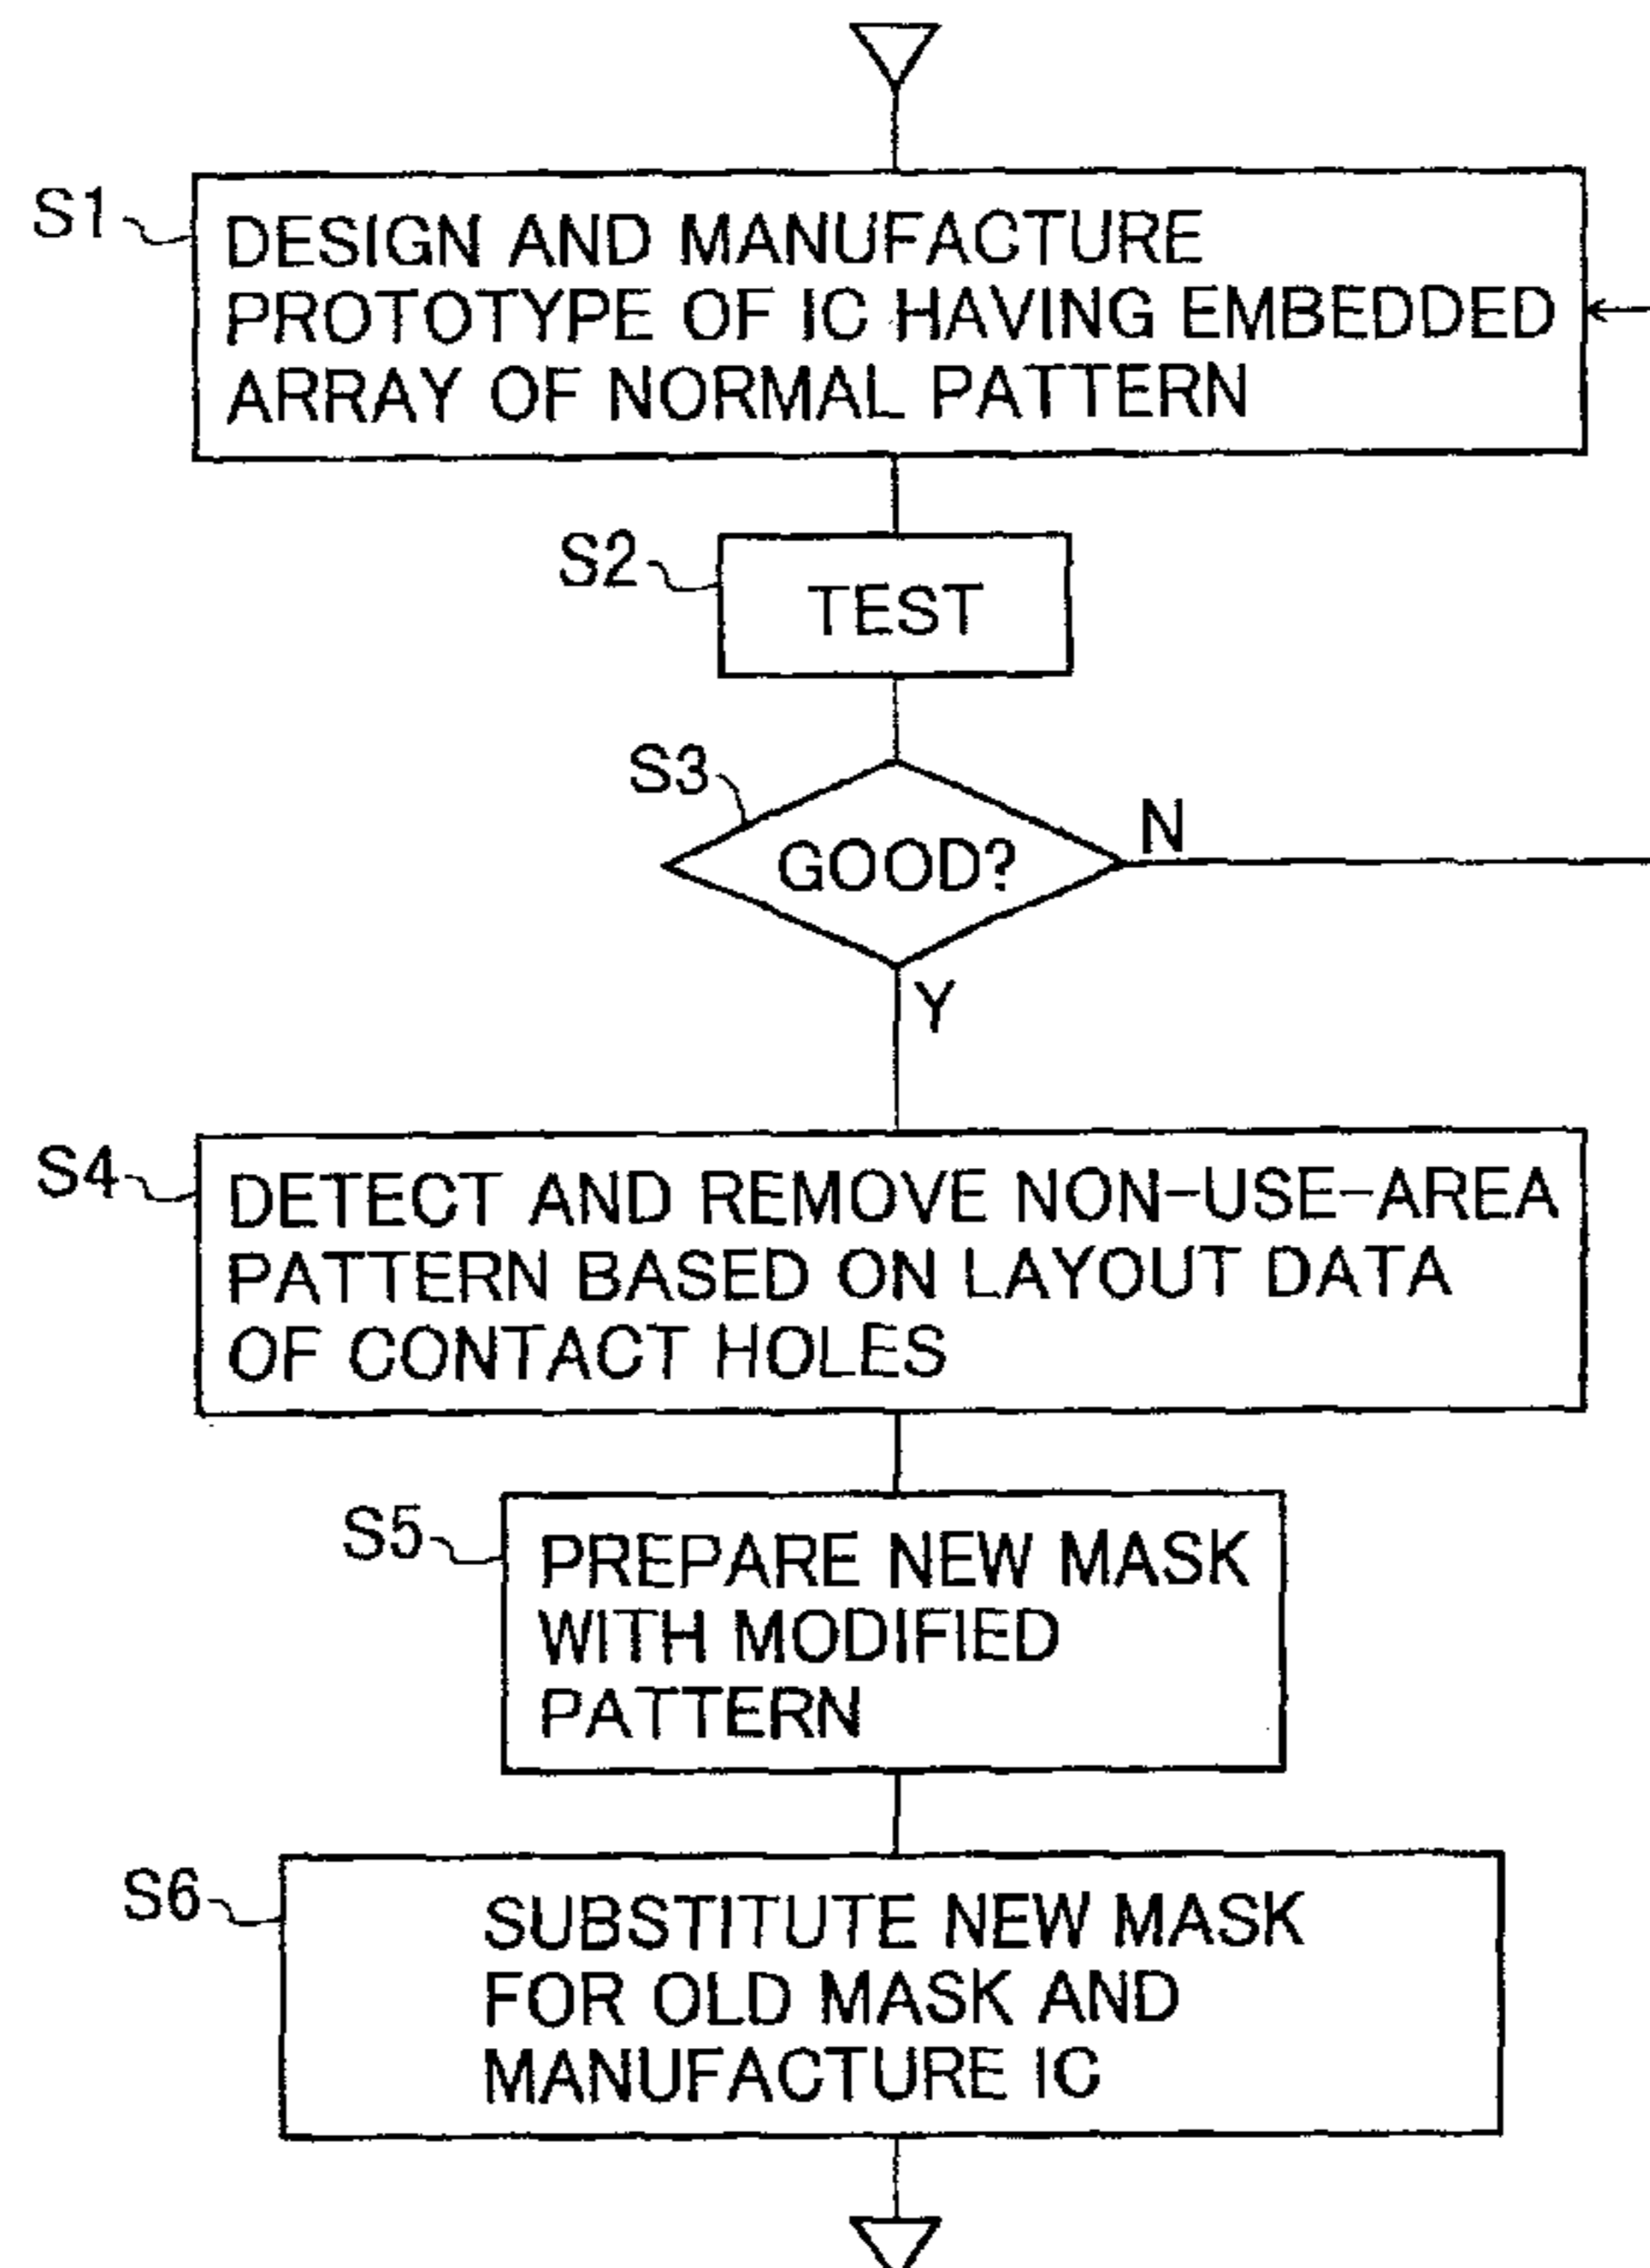 S1
DESIGN AND MANUFACTURE
PROTOTYPE OF IC HAVING EMBEDDED
ARRAY OF NORMAL PATTERN
S2
TEST
S3
GOOD?
N
Y
S4
DETECT AND REMOVE NON-USE-AREA
PATTERN BASED ON LAYOUT DATA
OF CONTACT HOLES
S5
PREPARE NEW MASK
WITH MODIFIED
PATTERN
S6
SUBSTITUTE NEW MASK
FOR OLD MASK AND
MANUFACTURE IC